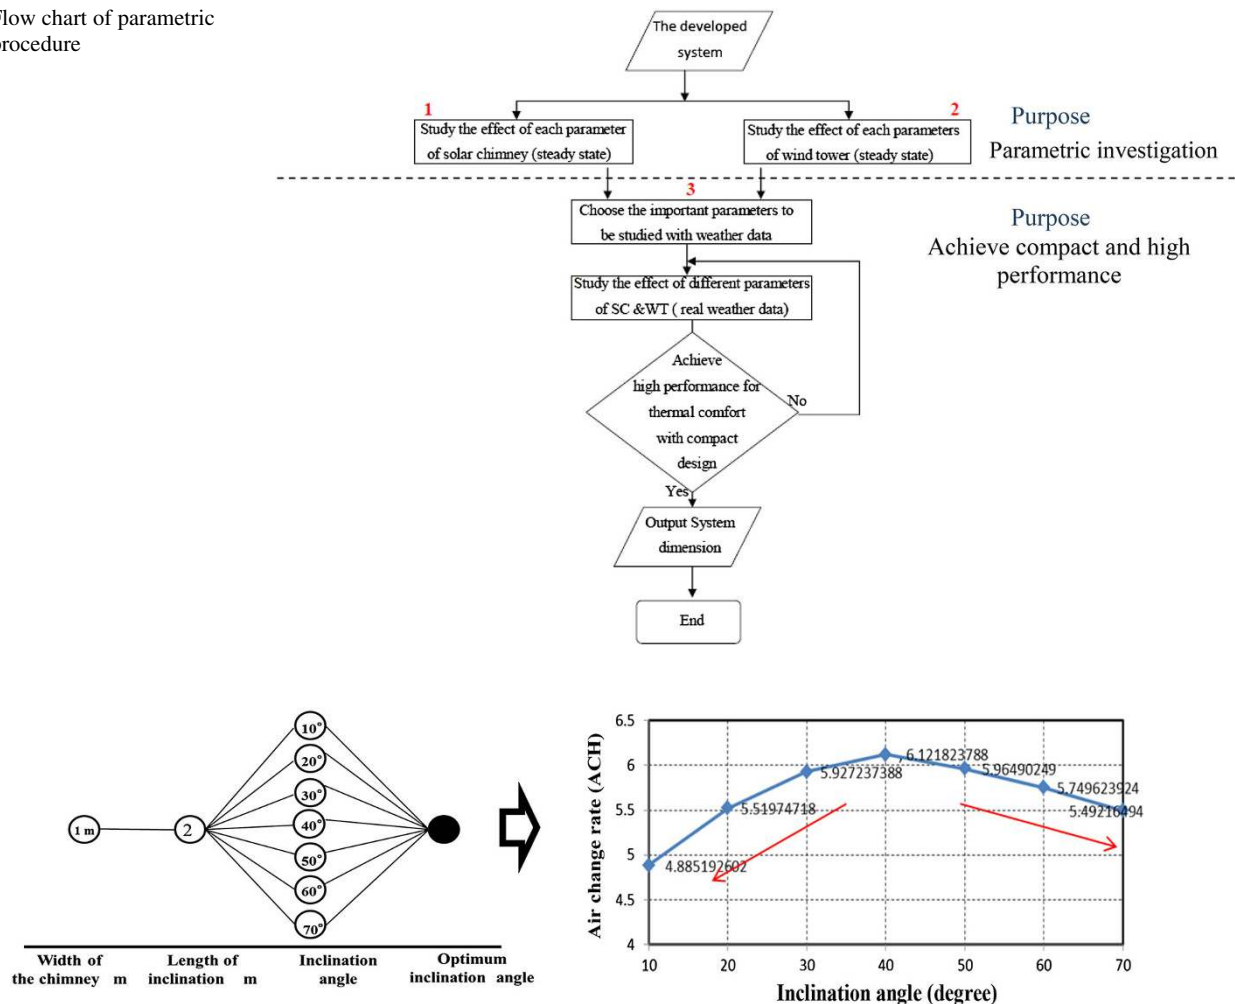 Flow chart of parametric
procedure
The developed
system
1
2
Study the effect of each parameter
of solar chimney (steady state)
Study the effect of each parameters
of wind tower (steady state)
Purpose
Parametric investigation
3
Choose the important parameters to
be studied with weather data
Purpose
Achieve compact and high
performance
Study the effect of different parameters
of SC &WT ( real weather data)
Achieve
high performance for
thermal comfort
with compact
design
No
Yes
Output System
dimension
End
1 m
2
10°
20°
30°
40°
50°
60°
70°
Width of
the chimney m
Length of
inclination m
Inclination
angle
Optimum
inclination angle
Air change rate (ACH)
6.5
6
5.5
5
4.5
4
4.885192602
5.51974718
5.927237388
6.121823788
5.96490249
5.749623924
5.49216494
10
20
30
40
50
60
70
Inclination angle (degree)